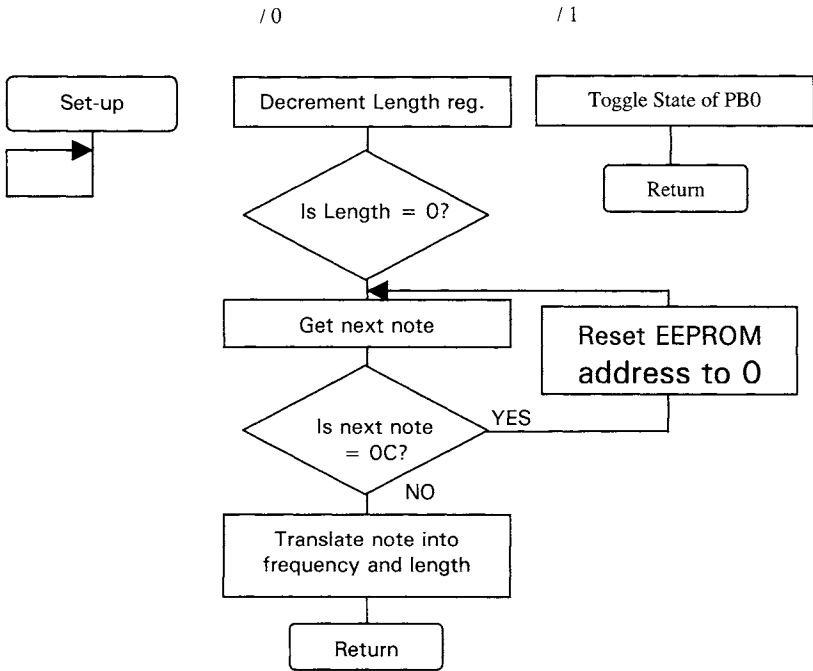 / 0
/ 1
Set-up
Decrement Length reg.
Toggle State of PB0
Is Length = 0?
Return
Get next note
Reset EEPROM
address to 0
Is next note
= 0C?
YES
NO
Translate note into
frequency and length
Return